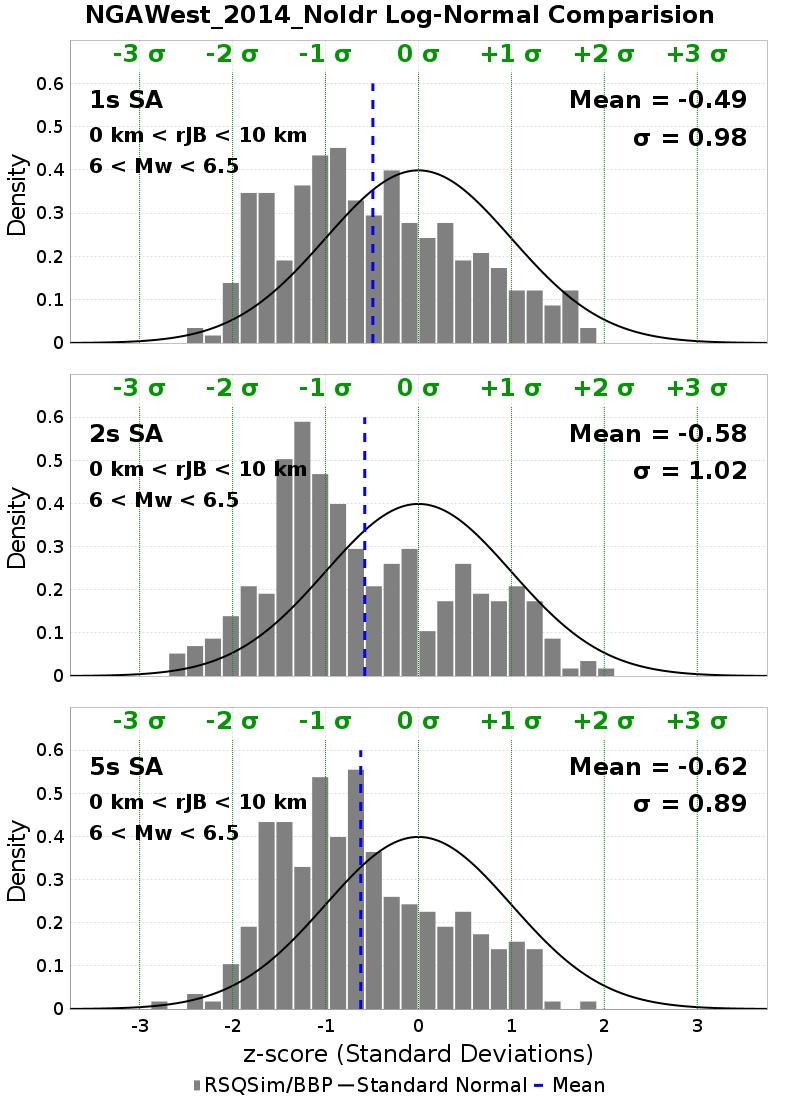 NGAWest_2014_NoIdr Log-Normal Comparision
-3 σ -2 σ -1 σ 0 σ +1 σ +2 σ +3 σ
0.6
0.5
0.4
0.3
0.2
0.1
0
Density
1s SA
0 km < rJB < 10 km
6 < Mw < 6.5
Mean = -0.49
σ = 0.98
-3 σ -2 σ -1 σ 0 σ +1 σ +2 σ +3 σ
0.6
0.5
0.4
0.3
0.2
0.1
0
Density
2s SA
0 km < rJB < 10 km
6 < Mw < 6.5
Mean = -0.58
σ = 1.02
-3 σ -2 σ -1 σ 0 σ +1 σ +2 σ +3 σ
0.6
0.5
0.4
0.3
0.2
0.1
0
Density
5s SA
0 km < rJB < 10 km
6 < Mw < 6.5
Mean = -0.62
σ = 0.89
-3 -2 -1 0 1 2 3
z-score (Standard Deviations)
RSQSim/BBP Standard Normal Mean